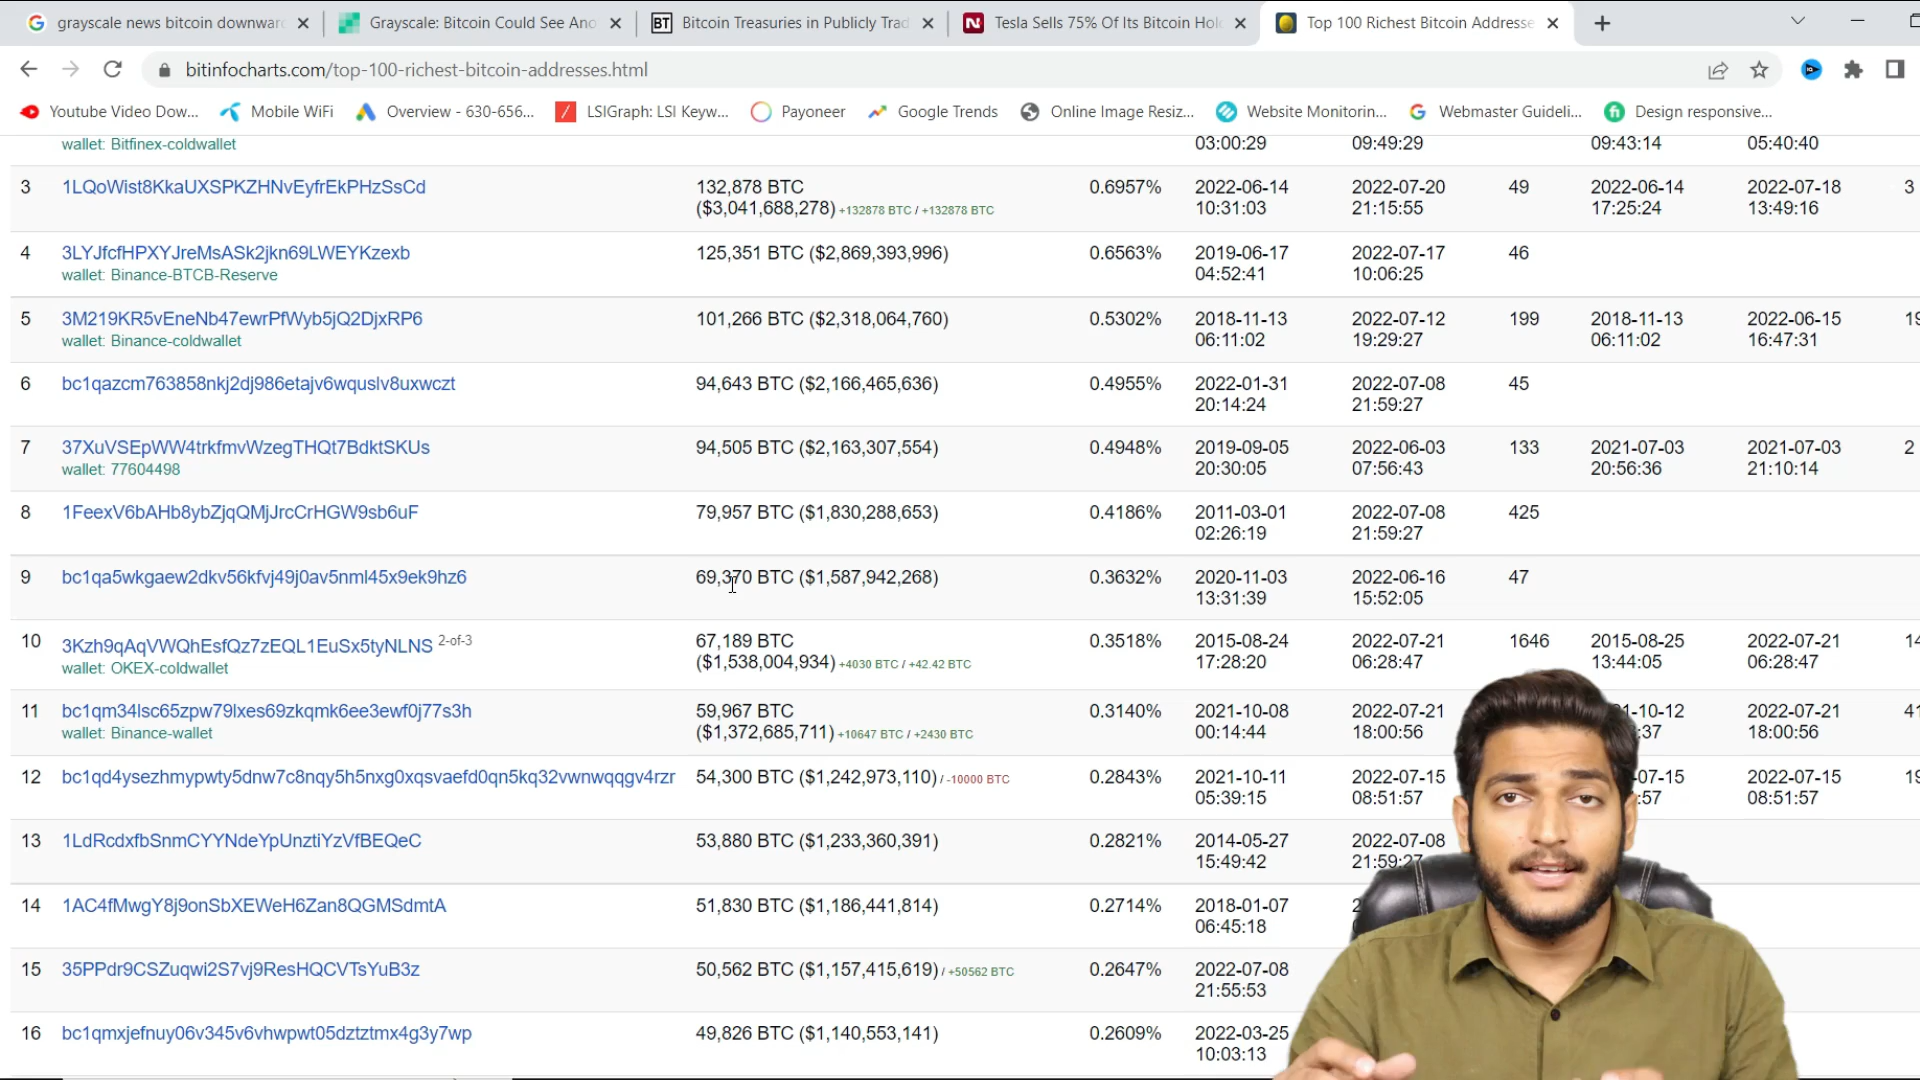 grayscale news bitcoin downward
Grayscale: Bitcoin Could See Ano
BT Bitcoin Treasuries in Publicly Trad
N Tesla Sells 75% Of Its Bitcoin Hol
Top 100 Richest Bitcoin Addresse
bitinfocharts.com/top-100-richest-bitcoin-addresses.html
Youtube Video Dow... Mobile WiFi Overview - 630-656... LSIGraph: LSI Keyw... Payoneer Google Trends Online Image Resiz... Website Monitorin... Webmaster Guideli... Design responsive...
wallet: Bitfinex-coldwallet 03:00:29 09:49:29 09:43:14 05:40:40
3 1LQoWist8KkaUXSPKZHNvEyfrEkPHzSsCd 132,878 BTC 0.6957% 2022-06-14 2022-07-20 49 2022-06-14 2022-07-18 3
($3,041,688,278) +132878 BTC / +132878 BTC 10:31:03 21:15:55 17:25:24 13:49:16
4 3LYJfcfHPXYJreMsASk2jkn69LWEYKzexb 125,351 BTC ($2,869,393,996) 0.6563% 2019-06-17 2022-07-17 46
wallet: Binance-BTCB-Reserve 04:52:41 10:06:25
5 3M219KR5vEneNb47ewrPfWyb5jQ2DjxRP6 101,266 BTC ($2,318,064,760) 0.5302% 2018-11-13 2022-07-12 199 2018-11-13 2022-06-15 19
wallet: Binance-coldwallet 06:11:02 19:29:27 06:11:02 16:47:31
6 bc1qazcm763858nkj2dj986etajv6wquslv8uxwczt 94,643 BTC ($2,166,465,636) 0.4955% 2022-01-31 2022-07-08 45
20:14:24 21:59:27
7 37XuVSEpWW4trkfmvWzegTHQt7BdktSKUs 94,505 BTC ($2,163,307,554) 0.4948% 2019-09-05 2022-06-03 133 2021-07-03 2021-07-03 2
wallet: 77604498 20:30:05 07:56:43 20:56:36 21:10:14
8 1FeexV6bAHb8ybZjqQMjJrcCrHGW9sb6uF 79,957 BTC ($1,830,288,653) 0.4186% 2011-03-01 2022-07-08 425
02:26:19 21:59:27
9 bc1qa5wkgaew2dkv56kfvj49j0av5nml45x9ek9hz6 69,370 BTC ($1,587,942,268) 0.3632% 2020-11-03 2022-06-16 47
13:31:39 15:52:05
10 3Kzh9qAqVWQhEsfQz7zEQL1EuSx5tyNLNS 2-of-3 67,189 BTC 0.3518% 2015-08-24 2022-07-21 1646 2015-08-25 2022-07-21 14
wallet: OKEX-coldwallet ($1,538,004,934) +4030 BTC / +42.42 BTC 17:28:20 06:28:47 13:44:05 06:28:47
11 bc1qm34lsc65zpw79lxes69zkqmk6ee3ewf0j77s3h 59,967 BTC 0.3140% 2021-10-08 2022-07-21 1-10-12 2022-07-21 41
wallet: Binance-wallet ($1,372,685,711) +10647 BTC / +2430 BTC 00:14:44 18:00:56 :37 18:00:56
12 bc1qd4ysezhmypwty5dnw7c8nqy5h5nxg0xqsvaefd0qn5kq32vwnwqqgv4rzr 54,300 BTC ($1,242,973,110) / -10000 BTC 0.2843% 2021-10-11 2022-07-15 07-15 2022-07-15 19
05:39:15 08:51:57 :57 08:51:57
13 1LdRcdxfbSnmCYYNdeYpUnztiYzVfBEQeC 53,880 BTC ($1,233,360,391) 0.2821% 2014-05-27 2022-07-08
15:49:42 21:59:27
14 1AC4fMwgY8j9onSbXEWeH6Zan8QGMSdmtA 51,830 BTC ($1,186,441,814) 0.2714% 2018-01-07 2
06:45:18
15 35PPdr9CSZuqwi2S7vj9ResHQCVTsYuB3z 50,562 BTC ($1,157,415,619) / +50562 BTC 0.2647% 2022-07-08
21:55:53
16 bc1qmxjefnuy06v345v6vhwpwt05dztztmx4g3y7wp 49,826 BTC ($1,140,553,141) 0.2609% 2022-03-25
10:03:13